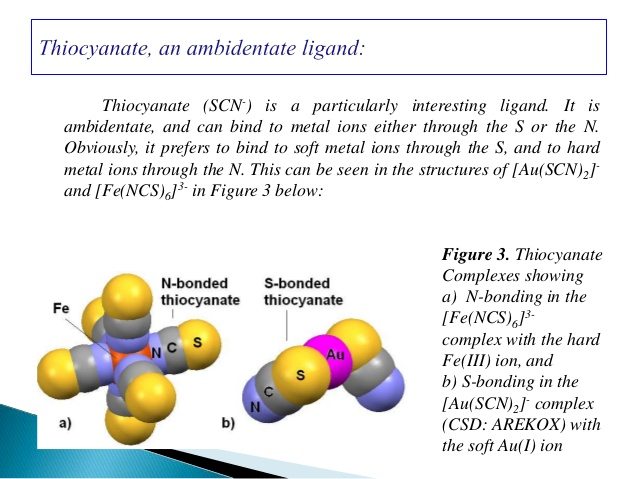 Thiocyanate, an ambidentate ligand:
Thiocyanate (SCN⁻) is a particularly interesting ligand. It is
ambidentate, and can bind to metal ions either through the S or the N.
Obviously, it prefers to bind to soft metal ions through the S, and to hard
metal ions through the N. This can be seen in the structures of [Au(SCN)₂]⁻
and [Fe(NCS)₆]³⁻ in Figure 3 below:
N-bonded
thiocyanate
S-bonded
thiocyanate
Fe
N C S
Au
S
C
N
a)
b)
Figure 3. Thiocyanate
Complexes showing
a) N-bonding in the
[Fe(NCS)₆]³⁻
complex with the hard
Fe(III) ion, and
b) S-bonding in the
[Au(SCN)₂]⁻ complex
(CSD: AREKOX) with
the soft Au(I) ion